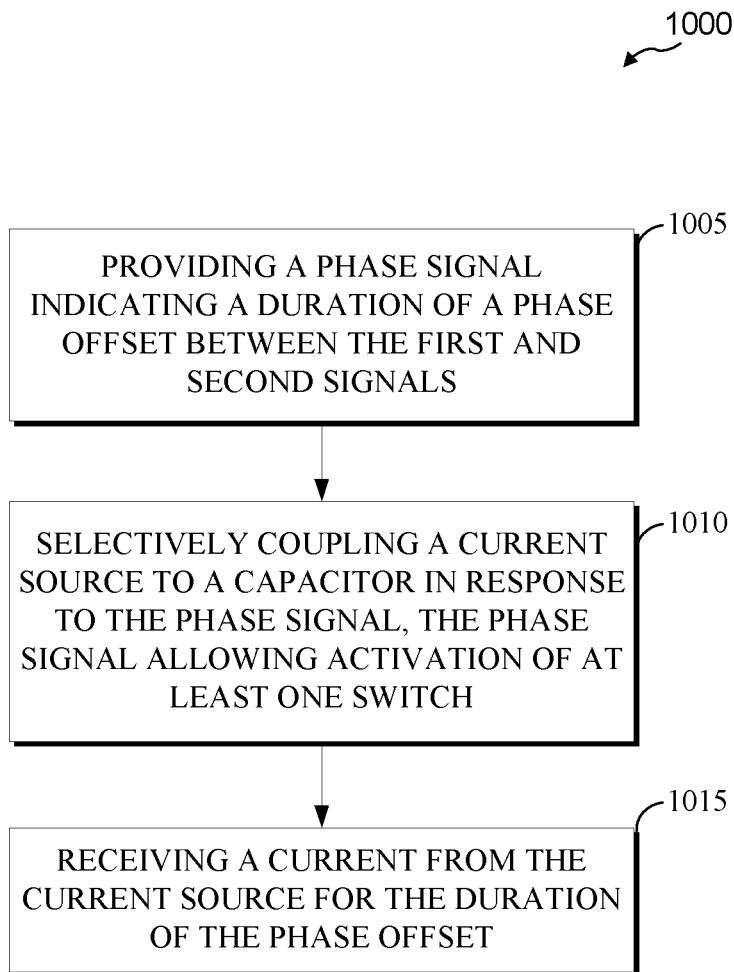 1000
1005
PROVIDING A PHASE SIGNAL
INDICATING A DURATION OF A PHASE
OFFSET BETWEEN THE FIRST AND
SECOND SIGNALS
1010
SELECTIVELY COUPLING A CURRENT
SOURCE TO A CAPACITOR IN RESPONSE
TO THE PHASE SIGNAL, THE PHASE
SIGNAL ALLOWING ACTIVATION OF AT
LEAST ONE SWITCH
1015
RECEIVING A CURRENT FROM THE
CURRENT SOURCE FOR THE DURATION
OF THE PHASE OFFSET